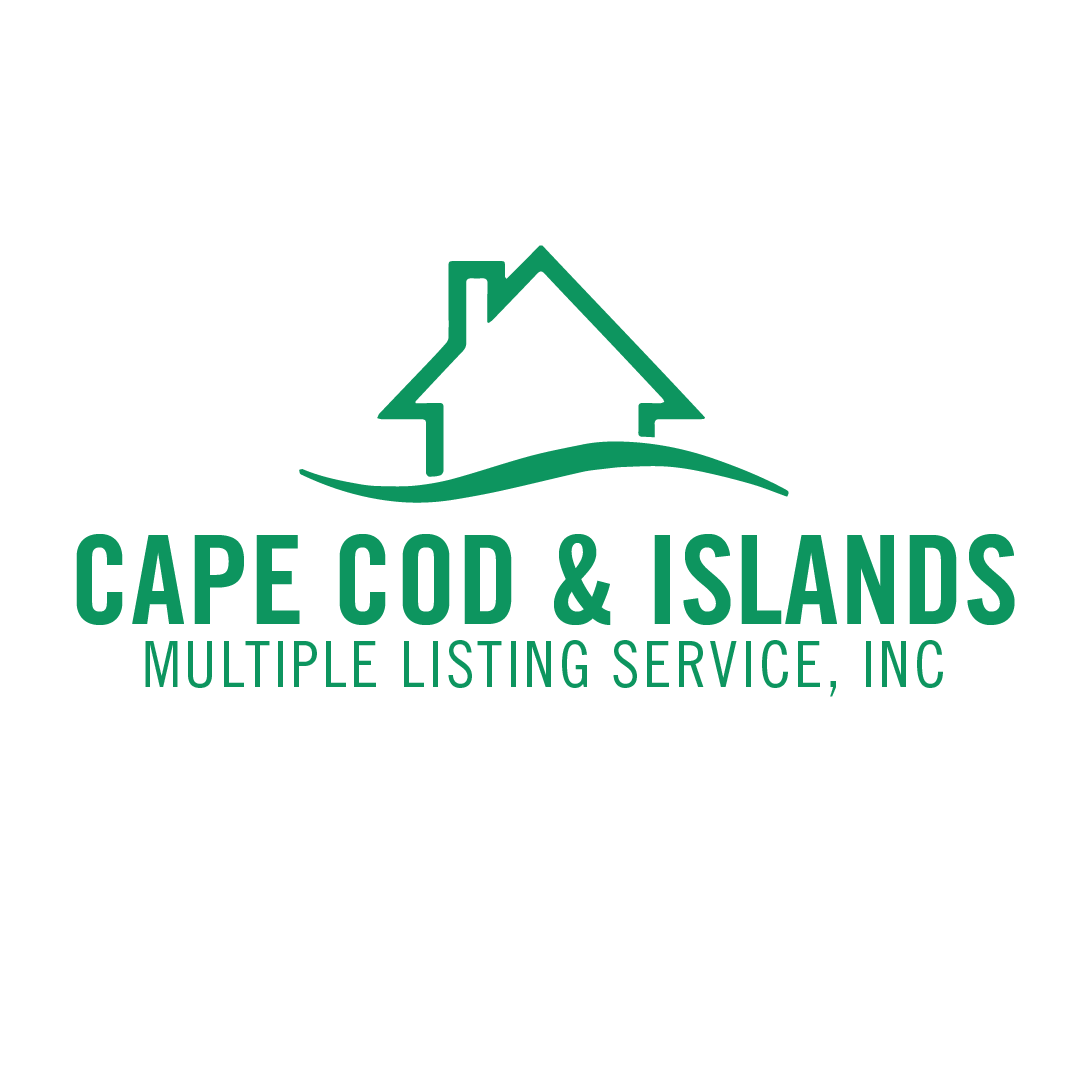 CAPE COD & ISLANDS
MULTIPLE LISTING SERVICE, INC